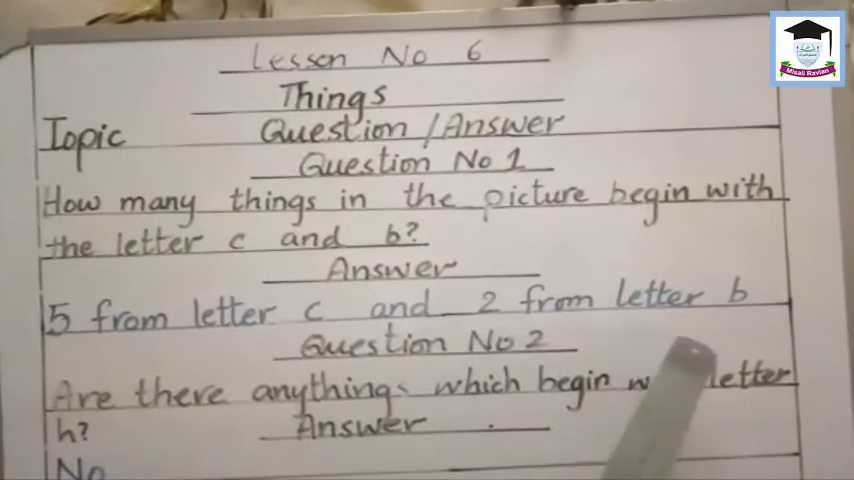 Lesson No 6
Things
Topic Question/Answer
Question No 1
How many things in the picture begin with
the letter c and b?
Answer
5 from letter c and 2 from letter b
Question No 2
Are there anythings which begin letter
h?
Answer
No
Misali Ravian